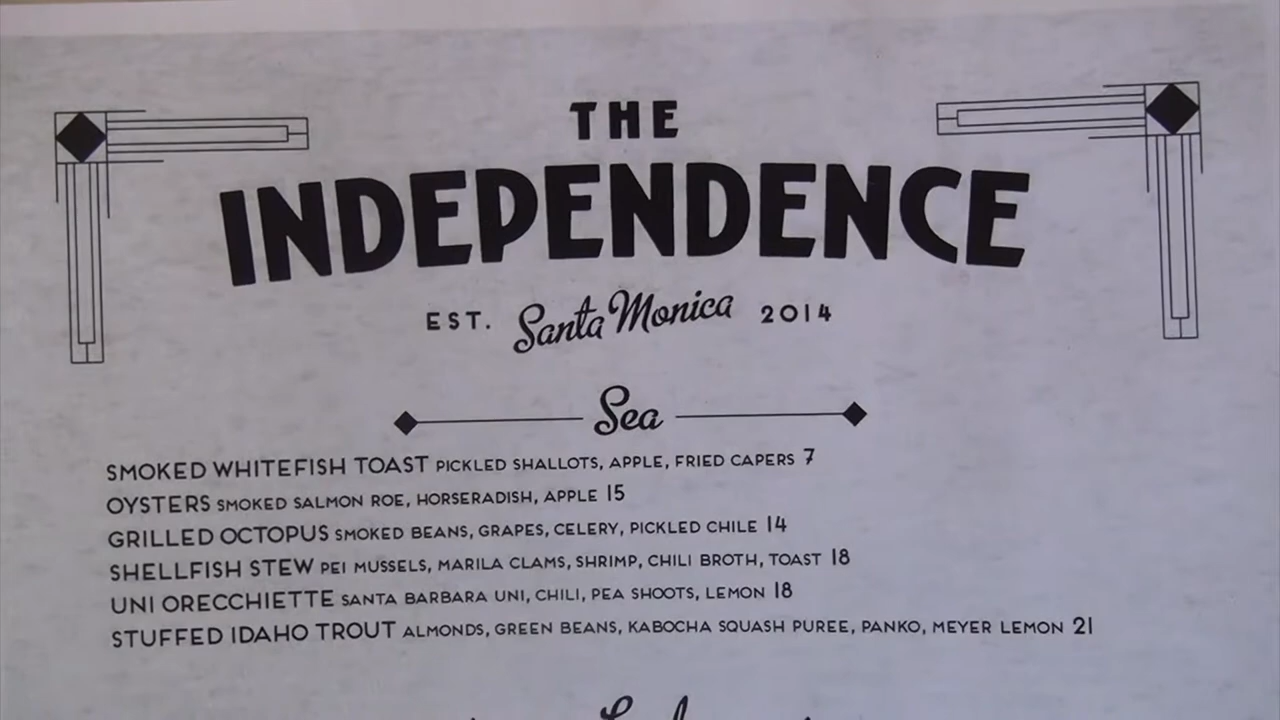 THE
INDEPENDENCE
EST. Santa Monica 2014
Sea
SMOKED WHITEFISH TOAST PICKLED SHALLOTS, APPLE, FRIED CAPERS 7
OYSTERS SMOKED SALMON ROE, HORSERADISH, APPLE 15
GRILLED OCTOPUS SMOKED BEANS, GRAPES, CELERY, PICKLED CHILE 14
SHELLFISH STEW PEI MUSSELS, MARILA CLAMS, SHRIMP, CHILI BROTH, TOAST 18
UNI ORECCHIETTE SANTA BARBARA UNI, CHILI, PEA SHOOTS, LEMON 18
STUFFED IDAHO TROUT ALMONDS, GREEN BEANS, KABOCHA SQUASH PUREE, PANKO, MEYER LEMON 21